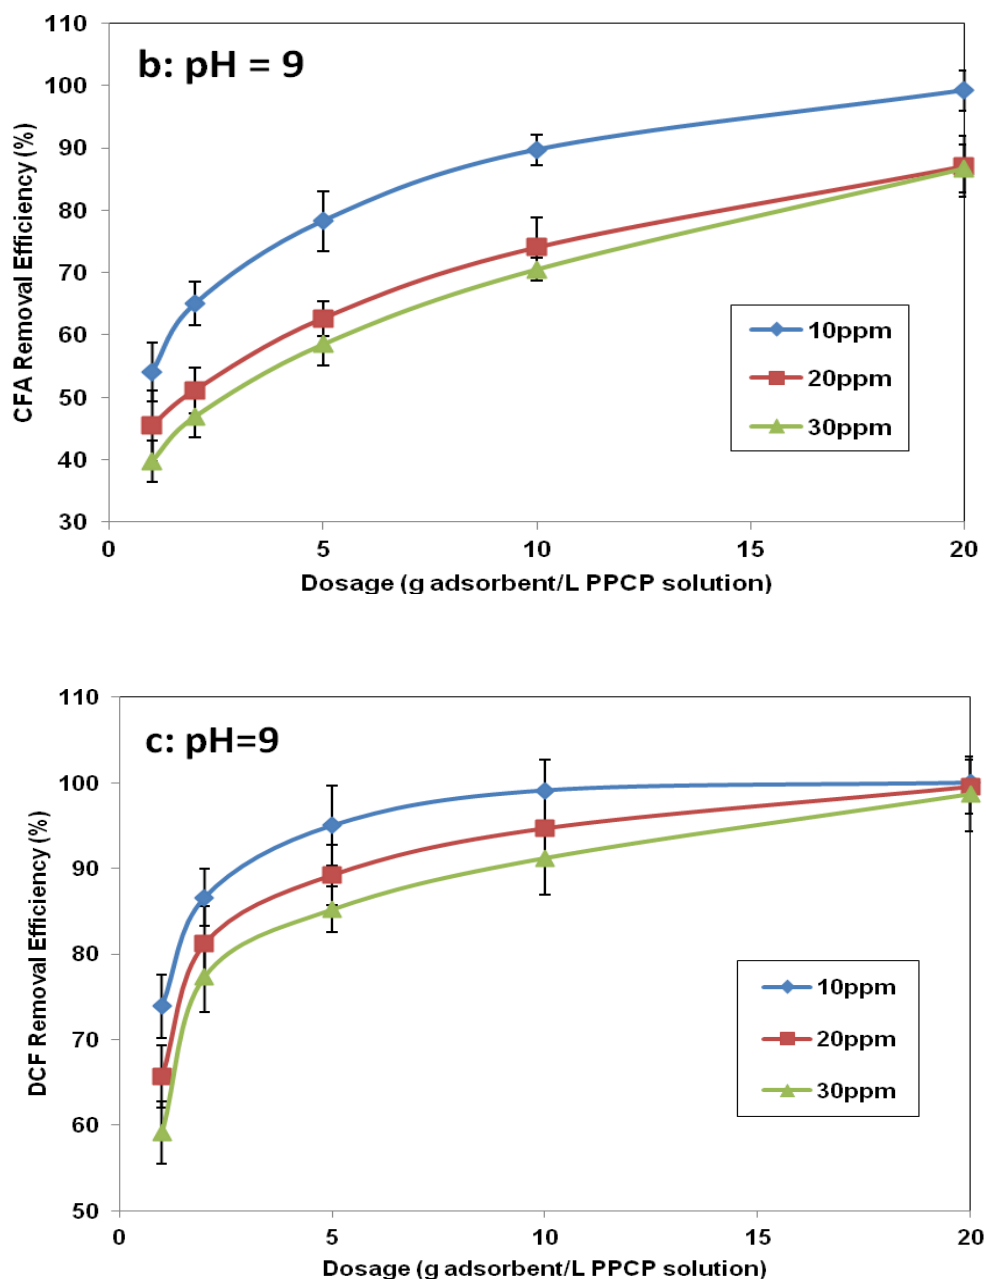 b: pH = 9
CFA Removal Efficiency (%)
110
100
90
80
70
60
50
40
30
10ppm
20ppm
30ppm
0 5 10 15 20
Dosage (g adsorbent/L PPCP solution)
c: pH=9
DCF Removal Efficiency (%)
110
100
90
80
70
60
50
10ppm
20ppm
30ppm
0 5 10 15 20
Dosage (g adsorbent/L PPCP solution)